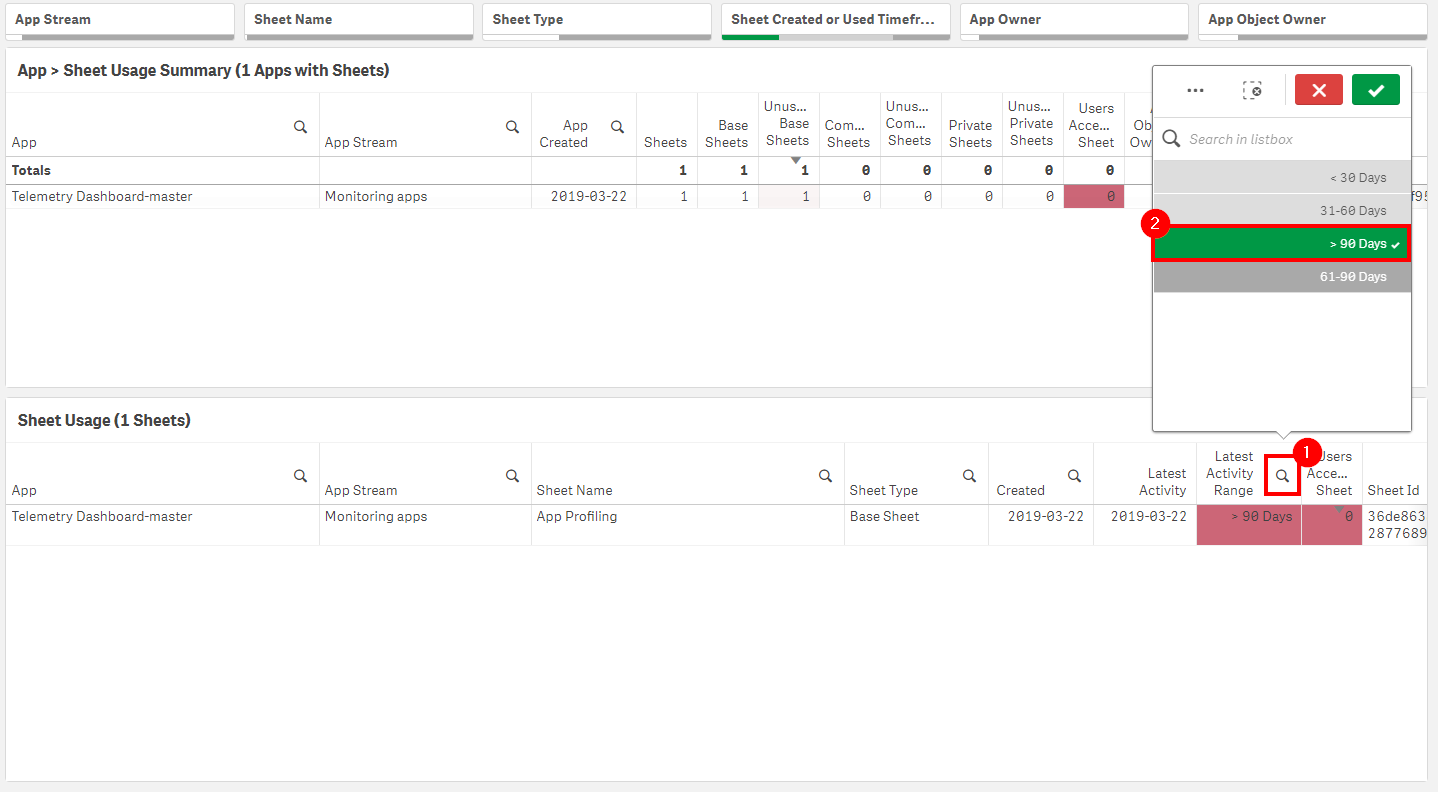 App Stream
Sheet Name
Sheet Type
Sheet Created or Used Timefr...
App Owner
App Object Owner
App > Sheet Usage Summary (1 Apps with Sheets)
App
App Stream
App Created
Sheets
Base Sheets
Unus... Base Sheets
Com... Sheets
Unus... Com... Sheets
Private Sheets
Unus... Private Sheets
Users Acce... Sheet
Totals 1 1 1 0 0 0 0 0
Telemetry Dashboard-master Monitoring apps 2019-03-22 1 1 1 0 0 0 0 0
Search in listbox
< 30 Days
31-60 Days
2
> 90 Days
61-90 Days
Sheet Usage (1 Sheets)
1
App
App Stream
Sheet Name
Sheet Type
Created
Latest Activity
Latest Activity Range
Users Acce... Sheet
Sheet Id
Telemetry Dashboard-master Monitoring apps App Profiling Base Sheet 2019-03-22 2019-03-22 > 90 Days 0 36de863
2877689